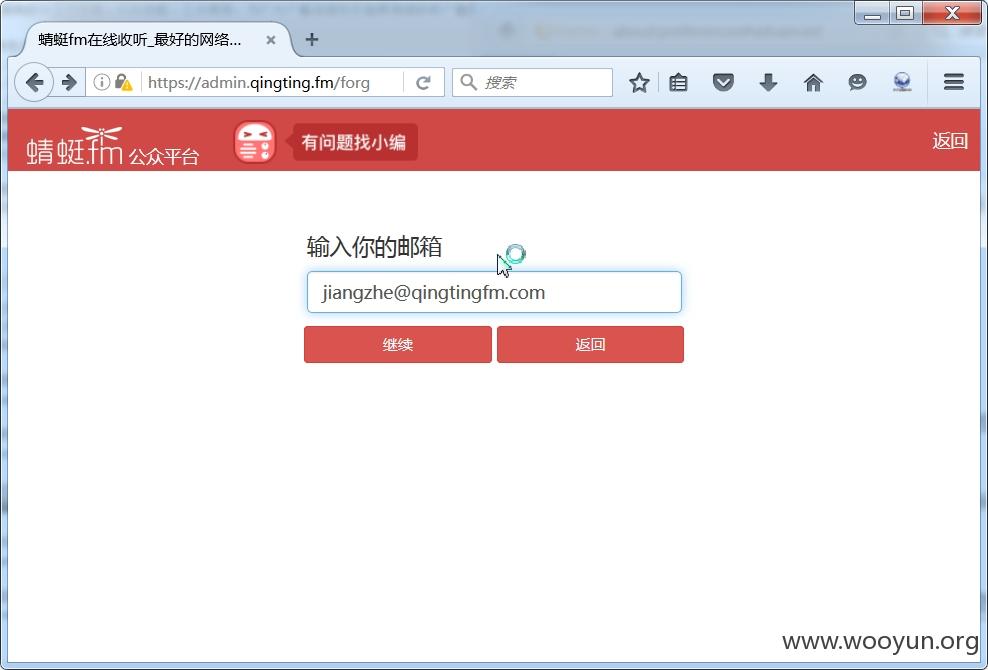 蜻蜓fm在线收听_最好的网络...
https://admin.qingting.fm/forg
搜索
蜻蜓.fm 公众平台
有问题找小编
返回
输入你的邮箱
jiangzhe@qingtingfm.com
继续
返回
www.wooyun.org